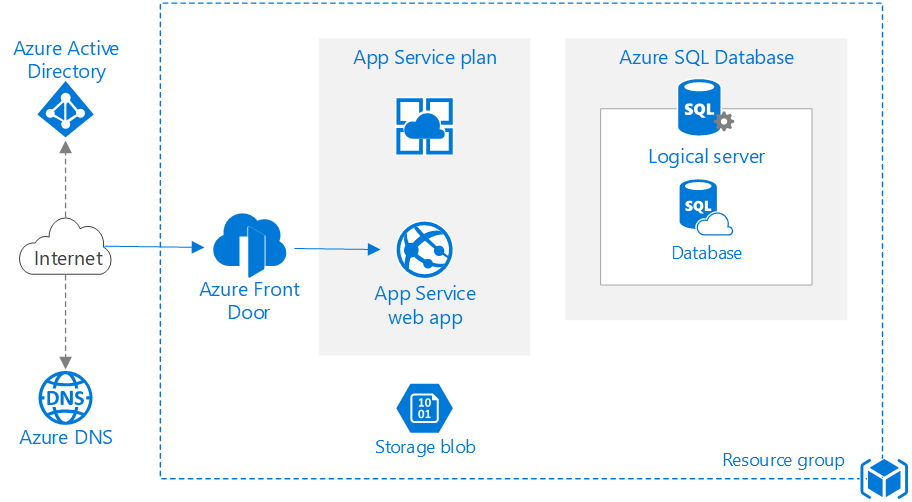 Azure Active
Directory
App Service plan
Azure SQL Database
SQL
Logical server
SQL
Database
Internet
Azure Front
Door
App Service
web app
DNS
Azure DNS
10
01
Storage blob
Resource group